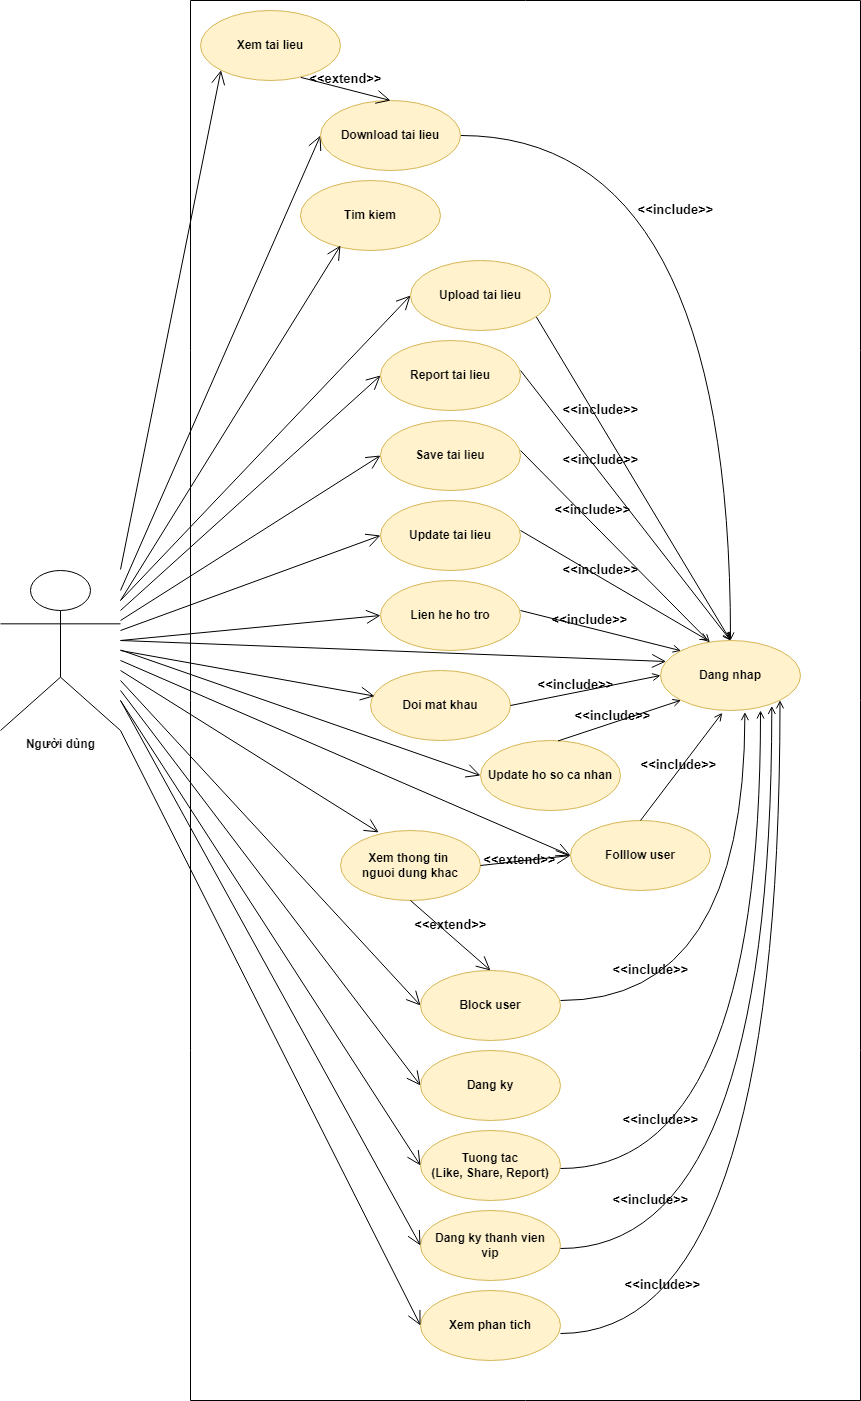 Xem tai lieu
<<extend>>
Download tai lieu
<<include>>
Tim kiem
Upload tai lieu
Report tai lieu
<<include>>
Save tai lieu
<<include>>
<<include>>
Update tai lieu
<<include>>
Lien he ho tro
<<include>>
Dang nhap
<<include>>
Doi mat khau
<<include>>
Người dùng
<<include>>
Update ho so ca nhan
Folllow user
<<extend>>
Xem thong tin
nguoi dung khac
<<extend>>
<<include>>
Block user
Dang ky
<<include>>
Tuong tac
(Like, Share, Report)
<<include>>
Dang ky thanh vien
vip
<<include>>
Xem phan tich